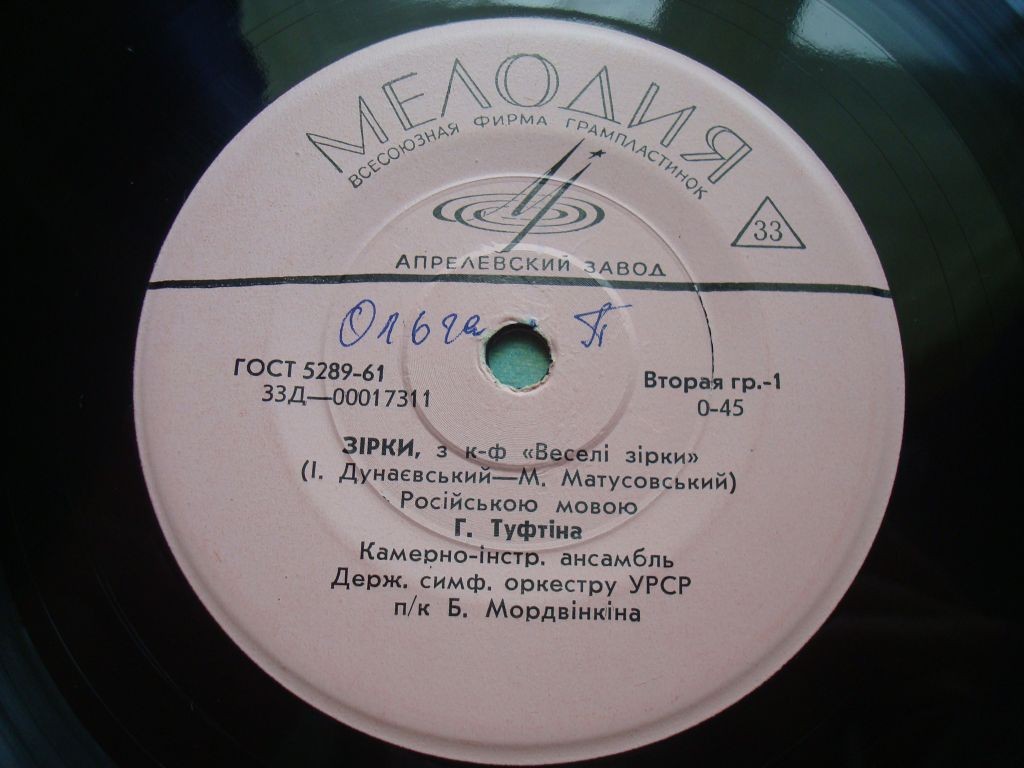 МЕЛОДИЯ
ВСЕСОЮЗНАЯ ФИРМА ГРАМПЛАСТИНОК
33
АПРЕЛЕВСКИЙ ЗАВОД
Ольга П
ГОСТ 5289-61
33Д—00017311
Вторая гр.-1
0-45
ЗІРКИ, з к-ф «Веселі зірки»
(І. Дунаєвський—М. Матусовський)
Російською мовою
Г. Туфтіна
Камерно-інстр. ансамбль
Держ. симф. оркестру УРСР
п/к Б. Мордвінкіна